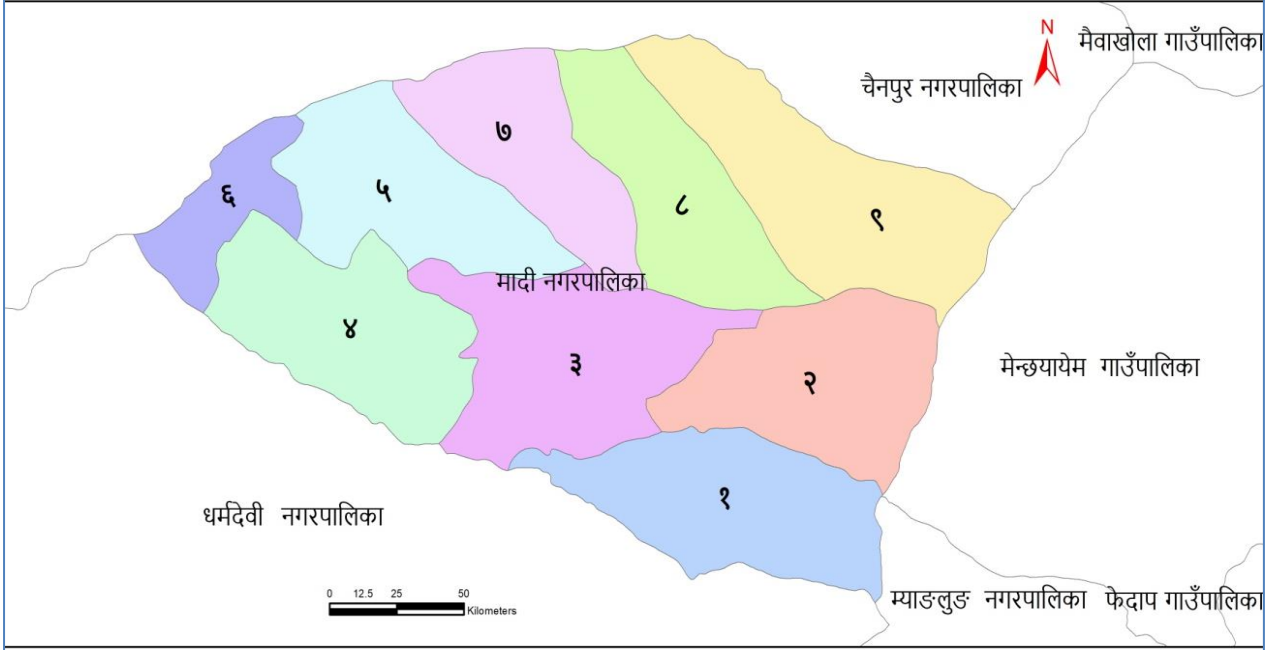 N
मैवाखोला गाउँपालिका
चैनपुर नगरपालिका
७
६
५
८
९
मादी नगरपालिका
४
३
२
मेन्छयायेम गाउँपालिका
१
धर्मदेवी नगरपालिका
0 12.5 25 50
Kilometers
म्याङलुङ नगरपालिका फेदाप गाउँपालिका